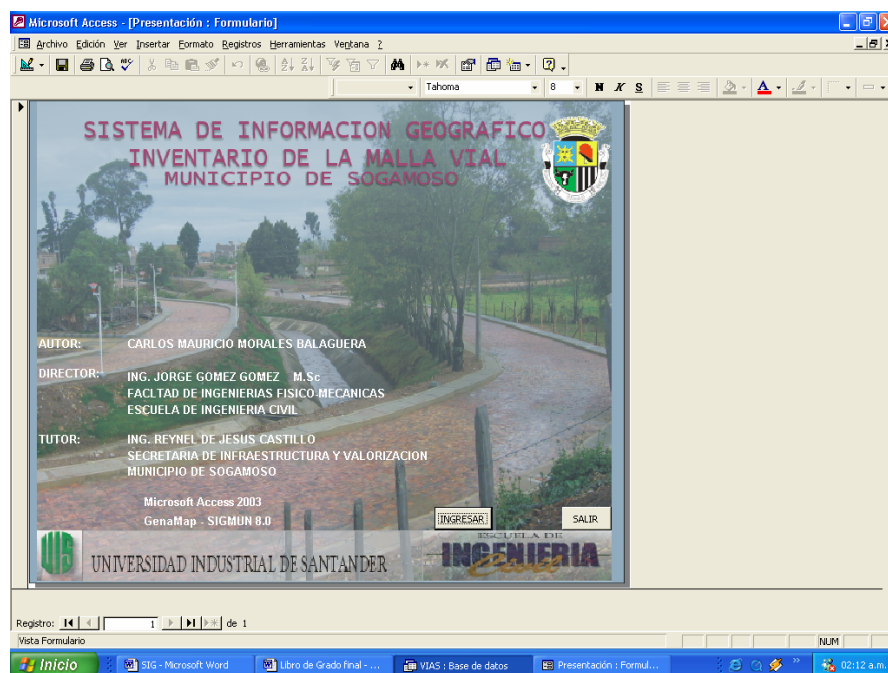 Microsoft Access - [Presentación : Formulario]
Archivo Edición Ver Insertar Formato Registros Herramientas Ventana ?
Tahoma 8 N K S
SISTEMA DE INFORMACION GEOGRAFICO
INVENTARIO DE LA MALLA VIAL
MUNICIPIO DE SOGAMOSO
AUTOR: CARLOS MAURICIO MORALES BALAGUERA
DIRECTOR: ING. JORGE GOMEZ GOMEZ M.Sc
FACLTAD DE INGENIERIAS FISICO-MECANICAS
ESCUELA DE INGENIERIA CIVIL
TUTOR: ING. REYNEL DE JESUS CASTILLO
SECRETARIA DE INFRAESTRUCTURA Y VALORIZACION
MUNICIPIO DE SOGAMOSO
Microsoft Access 2003
GenaMap - SIGMUN 8.0
INGRESAR SALIR
UIS UNIVERSIDAD INDUSTRIAL DE SANTANDER
ESCUELA DE
INGENIERIA
Civil
Registro: 1 de 1
Vista Formulario NUM
Inicio SIG - Microsoft Word Libro de Grado final - ... VIAS : Base de datos Presentación : Formul... 02:12 a.m.